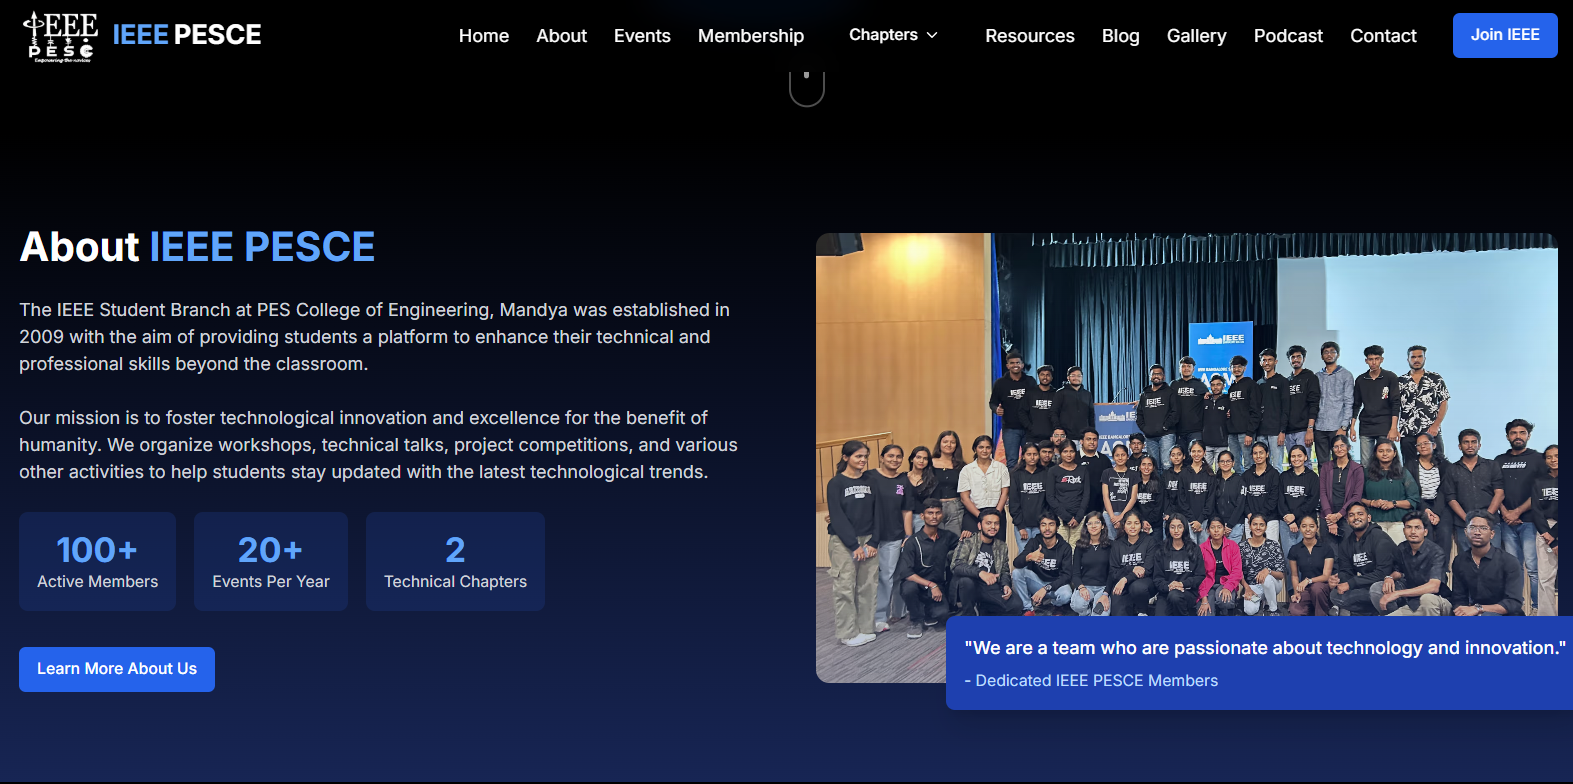 IEEE
PESC
Empowering the novices
IEEE PESCE
Home
About
Events
Membership
Chapters
Resources
Blog
Gallery
Podcast
Contact
Join IEEE
About IEEE PESCE
The IEEE Student Branch at PES College of Engineering, Mandya was established in
2009 with the aim of providing students a platform to enhance their technical and
professional skills beyond the classroom.
Our mission is to foster technological innovation and excellence for the benefit of
humanity. We organize workshops, technical talks, project competitions, and various
other activities to help students stay updated with the latest technological trends.
100+
Active Members
20+
Events Per Year
2
Technical Chapters
Learn More About Us
IEEE
"We are a team who are passionate about technology and innovation."
- Dedicated IEEE PESCE Members